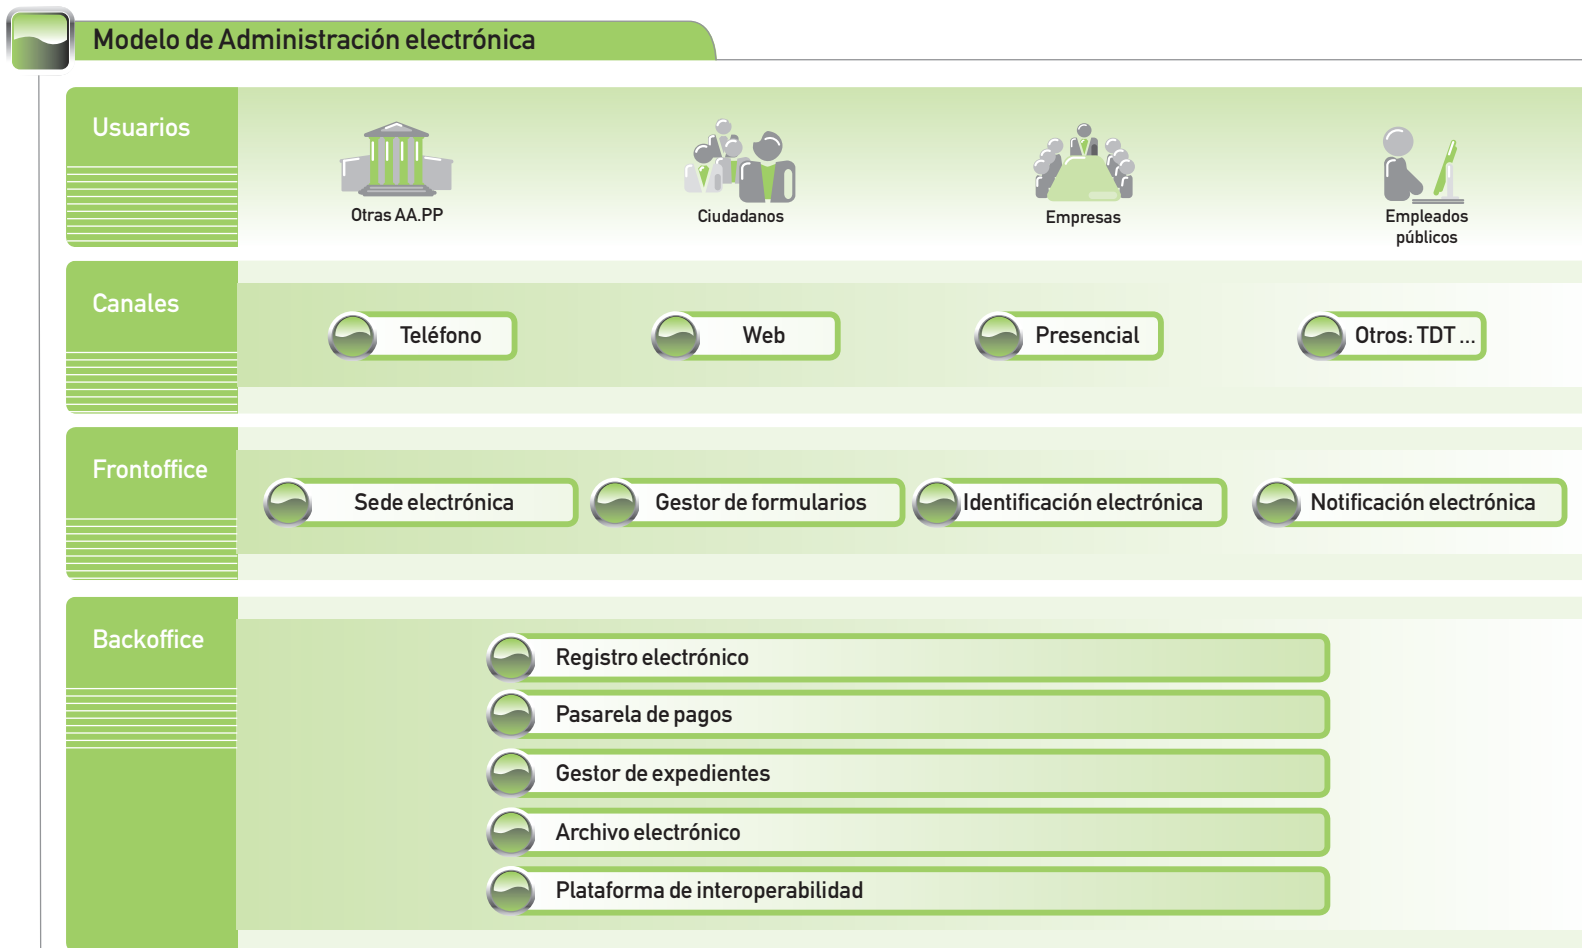 Modelo de Administración electrónica
Usuarios
Otras AA.PP
Ciudadanos
Empresas
Empleados
públicos
Canales
Teléfono
Web
Presencial
Otros: TDT ...
Frontoffice
Sede electrónica
Gestor de formularios
Identificación electrónica
Notificación electrónica
Backoffice
Registro electrónico
Pasarela de pagos
Gestor de expedientes
Archivo electrónico
Plataforma de interoperabilidad